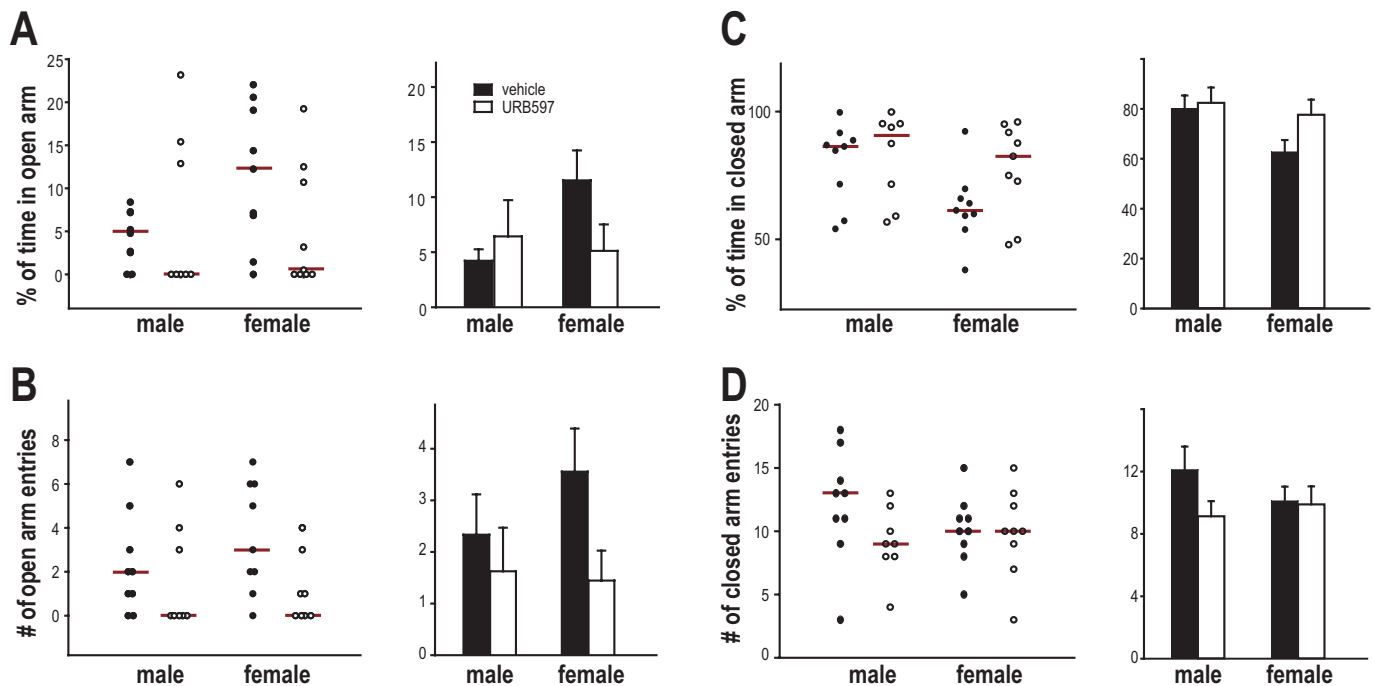 A
% of time in open arm
25
20
15
10
5
0
male female
20
15
10
5
0
vehicle
URB597
male female
B
# of open arm entries
8
6
4
2
0
male female
4
3
2
1
0
male female
C
% of time in closed arm
100
50
male female
80
60
40
80
0
male female
D
# of closed arm entries
20
15
10
5
0
male female
12
8
4
0
male female